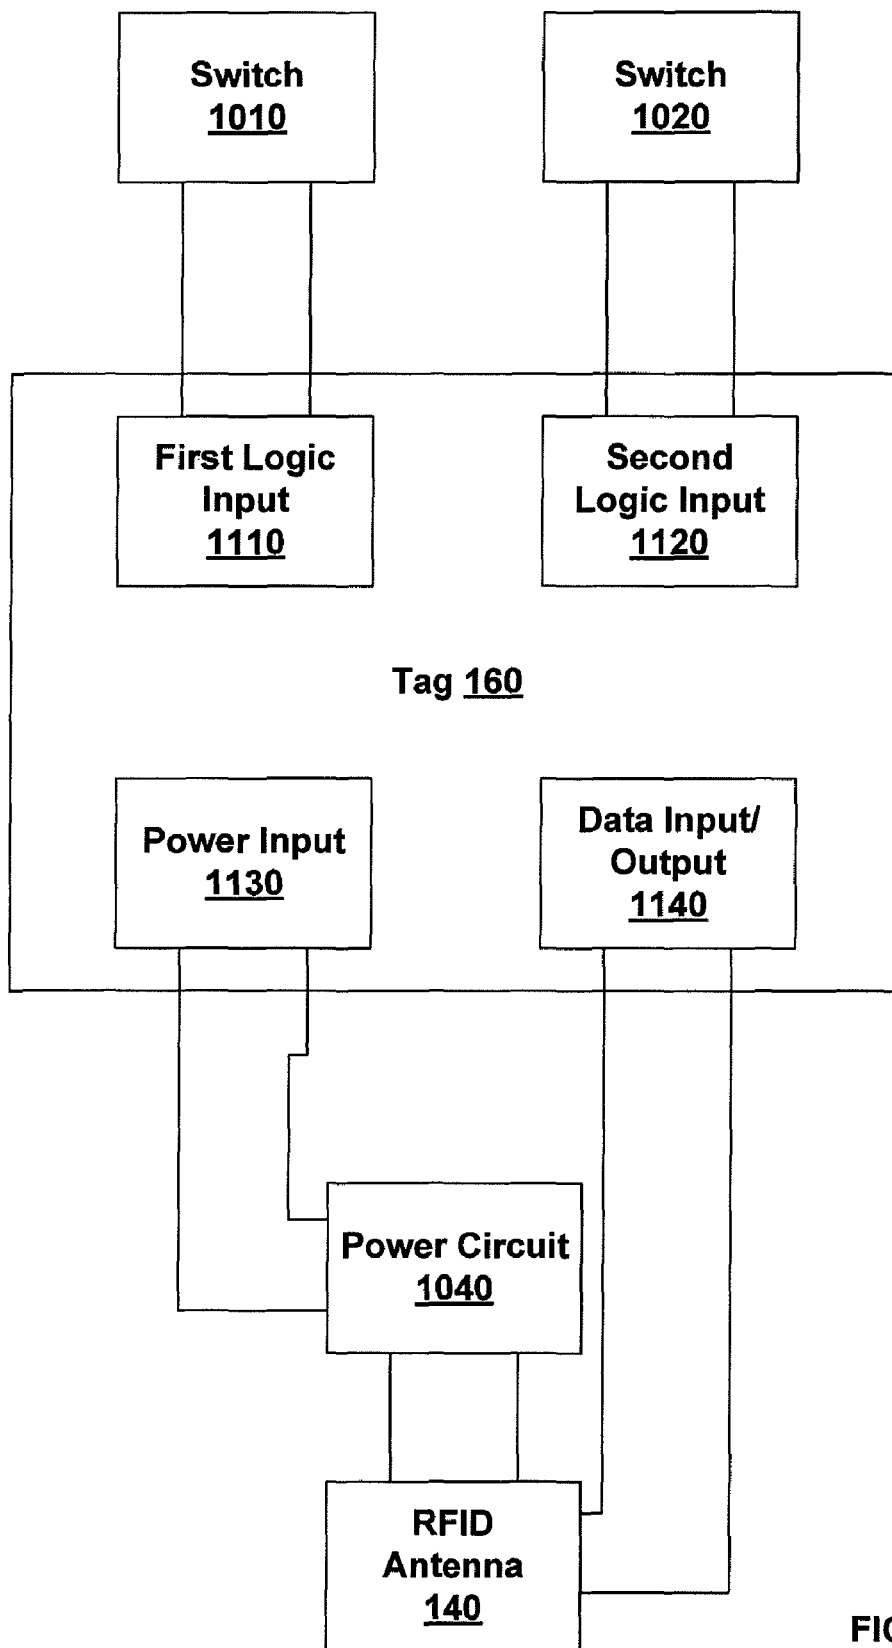 Switch
1010
Switch
1020
First Logic
Input
1110
Second
Logic Input
1120
Tag 160
Power Input
1130
Data Input/
Output
1140
Power Circuit
1040
RFID
Antenna
140